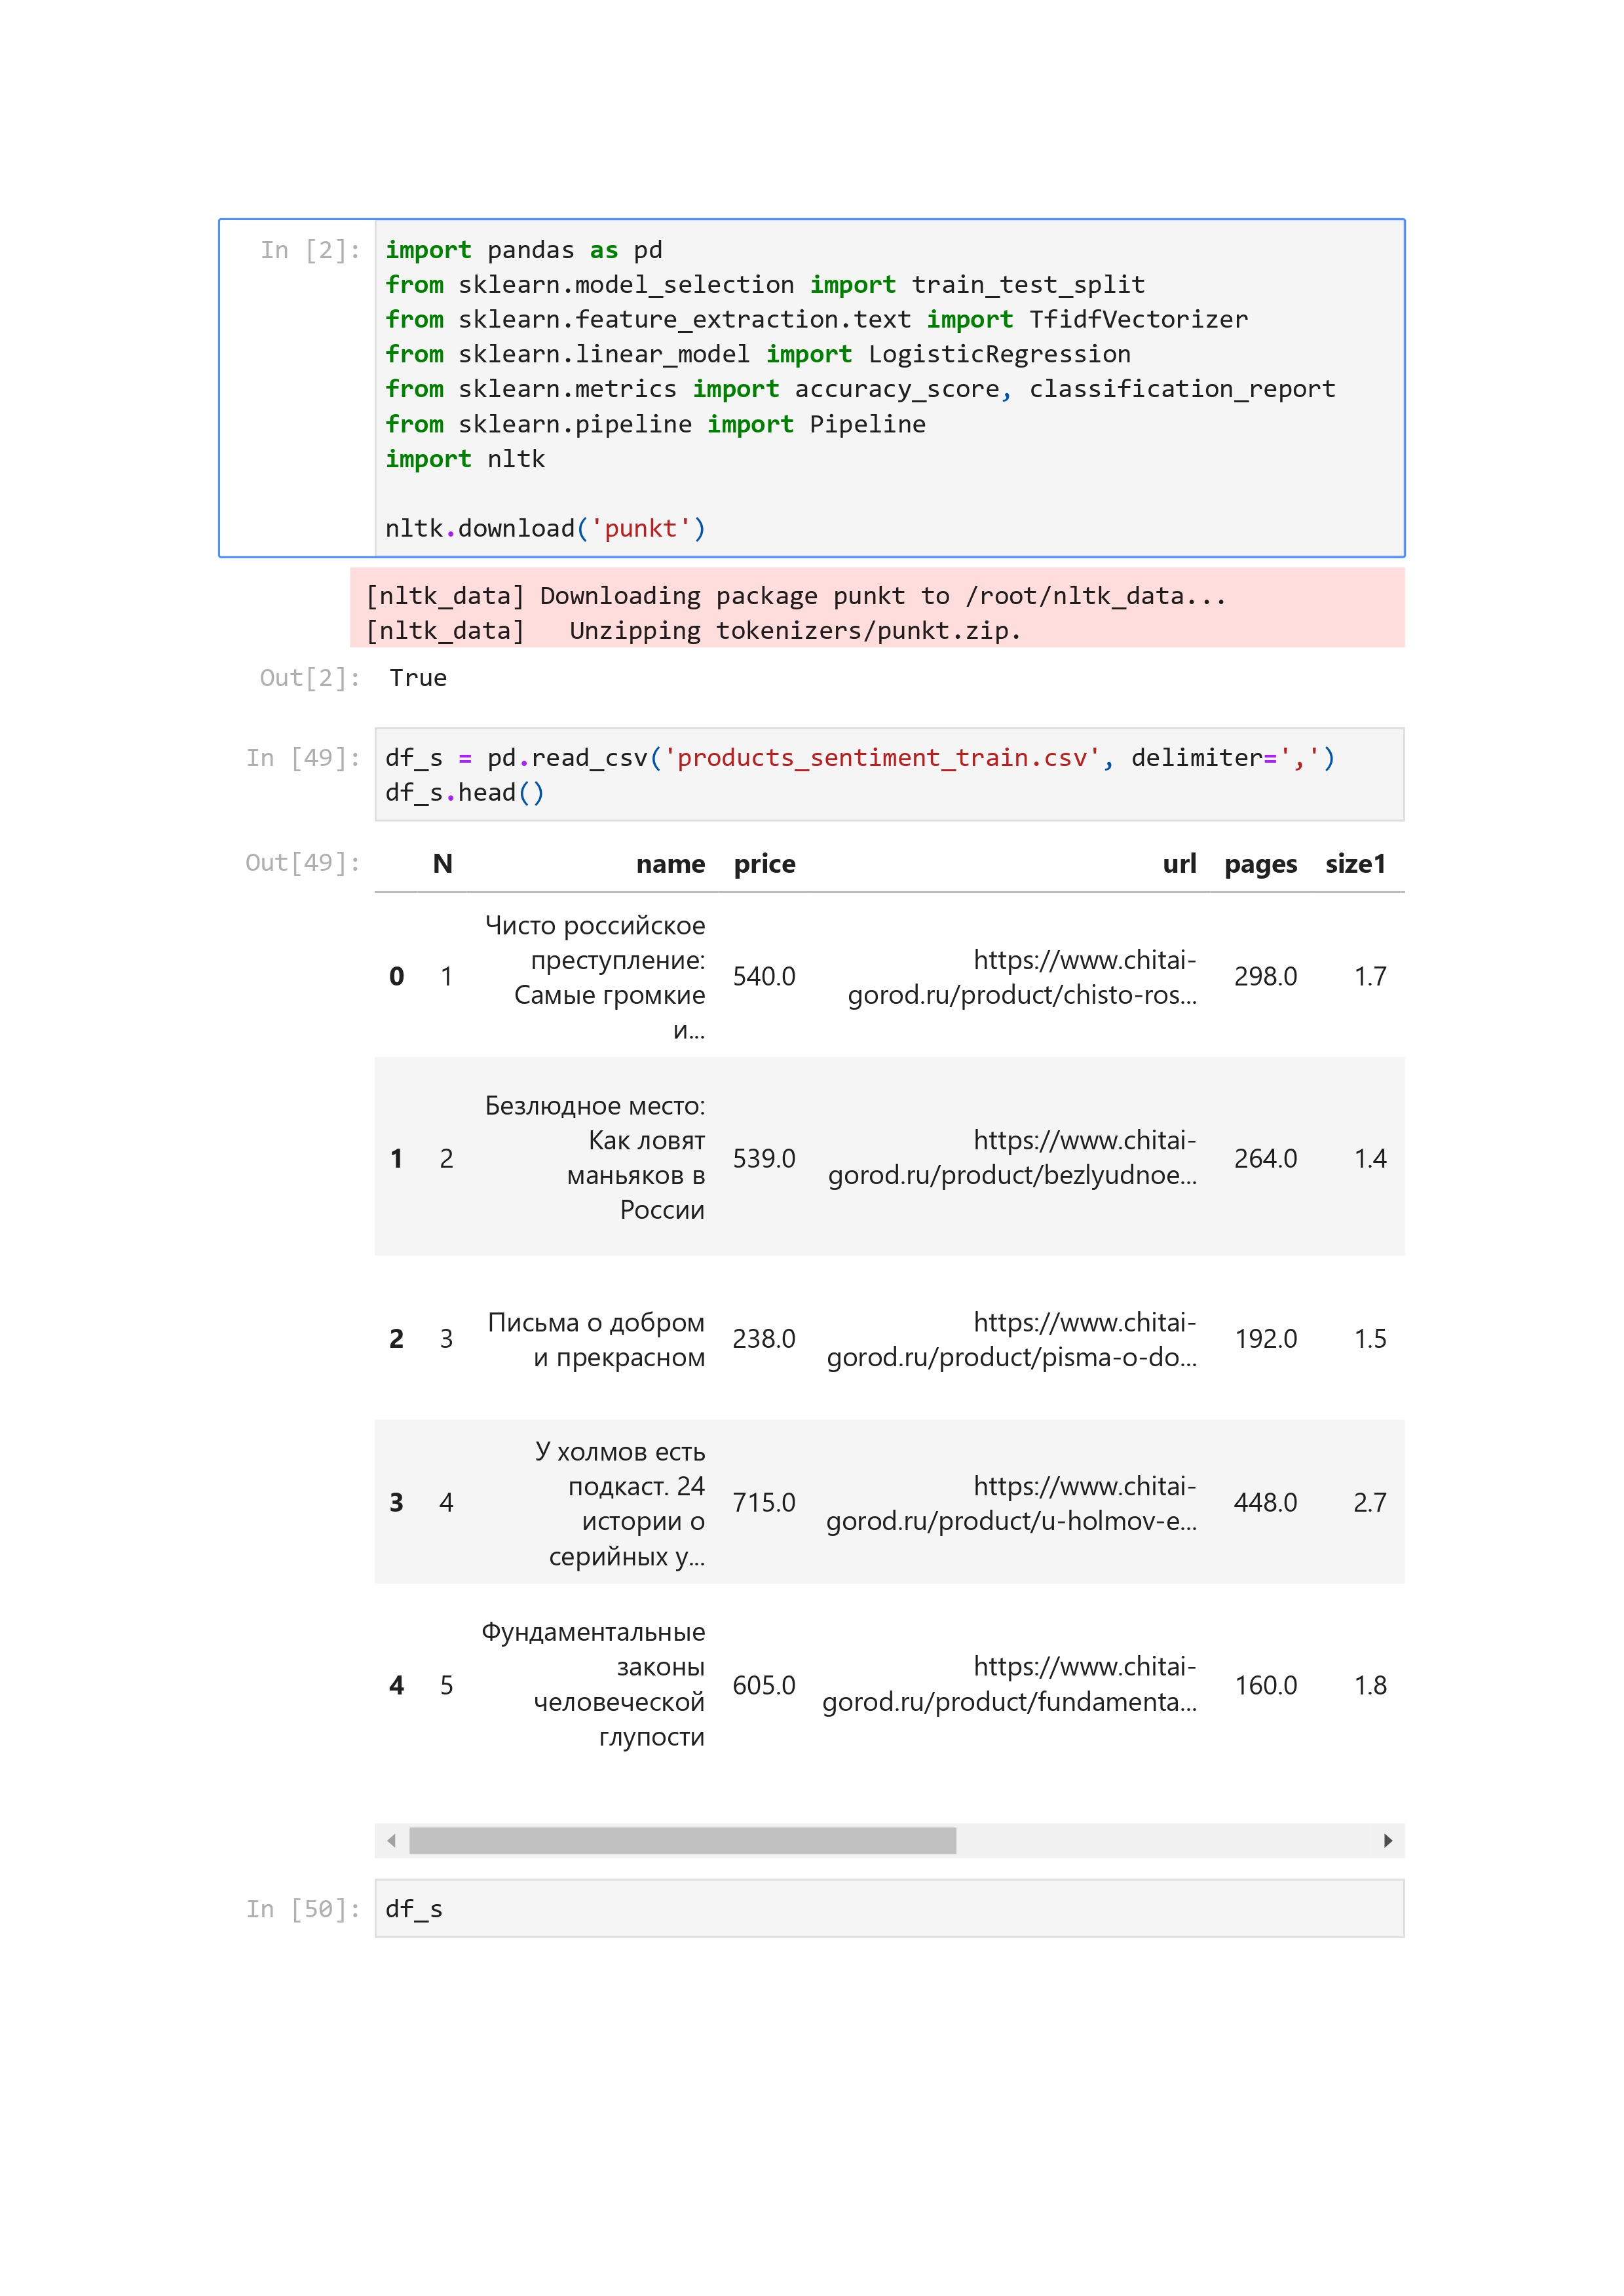 In [2]:
import pandas as pd
from sklearn.model_selection import train_test_split
from sklearn.feature_extraction.text import TfidfVectorizer
from sklearn.linear_model import LogisticRegression
from sklearn.metrics import accuracy_score, classification_report
from sklearn.pipeline import Pipeline
import nltk
nltk.download('punkt')
[nltk_data] Downloading package punkt to /root/nltk_data...
[nltk_data]   Unzipping tokenizers/punkt.zip.
Out[2]: True
In [49]:
df_s = pd.read_csv('products_sentiment_train.csv', delimiter=',')
df_s.head()
Out[49]:
N name price url pages size1
Чисто российское
преступление:
Самые громкие
и...
0 1 540.0 https://www.chitai-
gorod.ru/product/chisto-ros... 298.0 1.7
Безлюдное место:
Как ловят
маньяков в
России
1 2 539.0 https://www.chitai-
gorod.ru/product/bezlyudnoe... 264.0 1.4
Письма о добром
и прекрасном
2 3 238.0 https://www.chitai-
gorod.ru/product/pisma-o-do... 192.0 1.5
У холмов есть
подкаст. 24
истории о
серийных у...
3 4 715.0 https://www.chitai-
gorod.ru/product/u-holmov-e... 448.0 2.7
Фундаментальные
законы
человеческой
глупости
4 5 605.0 https://www.chitai-
gorod.ru/product/fundamenta... 160.0 1.8
In [50]: df_s